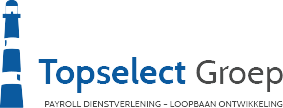 Topselect Groep
PAYROLL DIENSTVERLENING – LOOPBAAN ONTWIKKELING